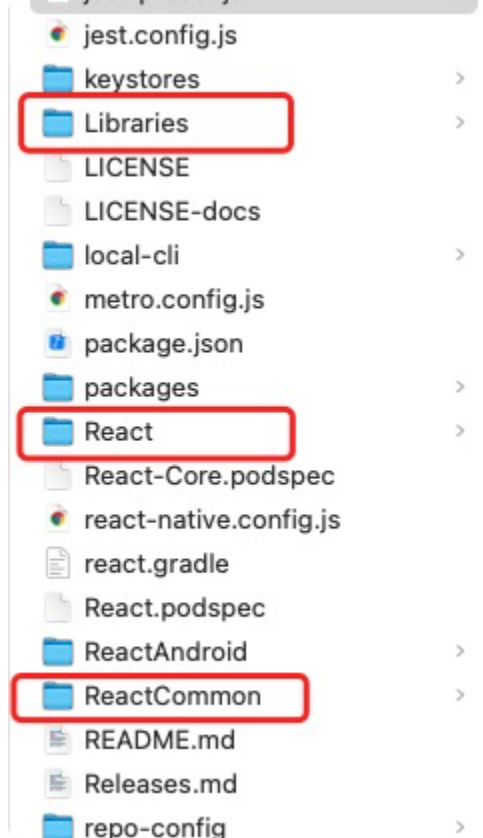 jest.config.js
keystores
Libraries
LICENSE
LICENSE-docs
local-cli
metro.config.js
package.json
packages
React
React-Core.podspec
react-native.config.js
react.gradle
React.podspec
ReactAndroid
ReactCommon
README.md
Releases.md
repo-config